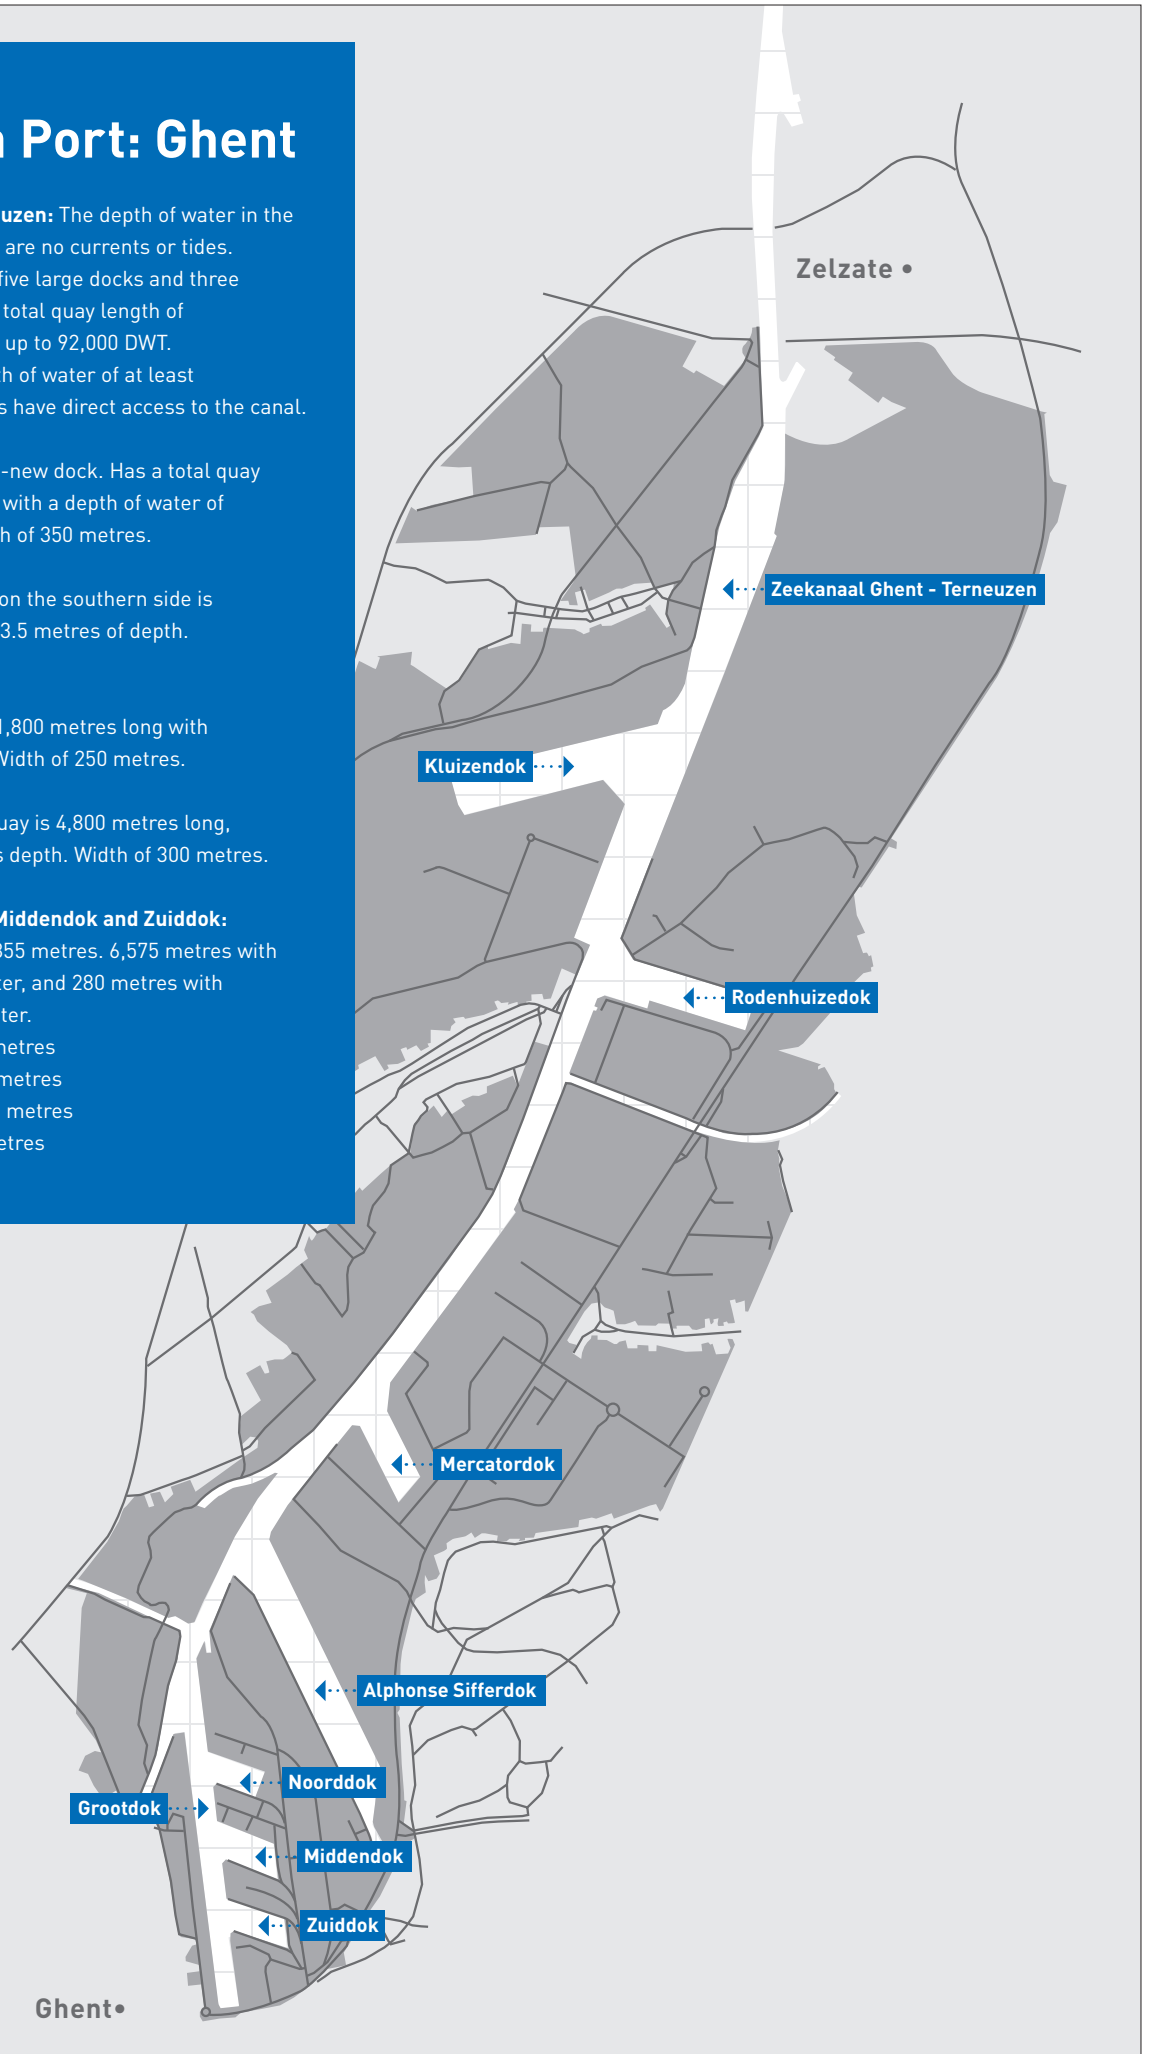 Port: Ghent
uzen: The depth of water in the
are no currents or tides.
five large docks and three
total quay length of
up to 92,000 DWT.
of water of at least
have direct access to the canal.
-new dock. Has a total quay
with a depth of water of
of 350 metres.
on the southern side is
3.5 metres of depth.
1,800 metres long with
Width of 250 metres.
uay is 4,800 metres long,
depth. Width of 300 metres.
Middendok and Zuiddok:
355 metres. 6,575 metres with
ter, and 280 metres with
ter.
metres
metres
metres
etres
Zelzate
Zeekanaal Ghent - Terneuzen
Kluizendok
Rodenhuizedok
Mercatordok
Alphonse Sifferdok
Noorddok
Grootdok
Middendok
Zuiddok
Ghent